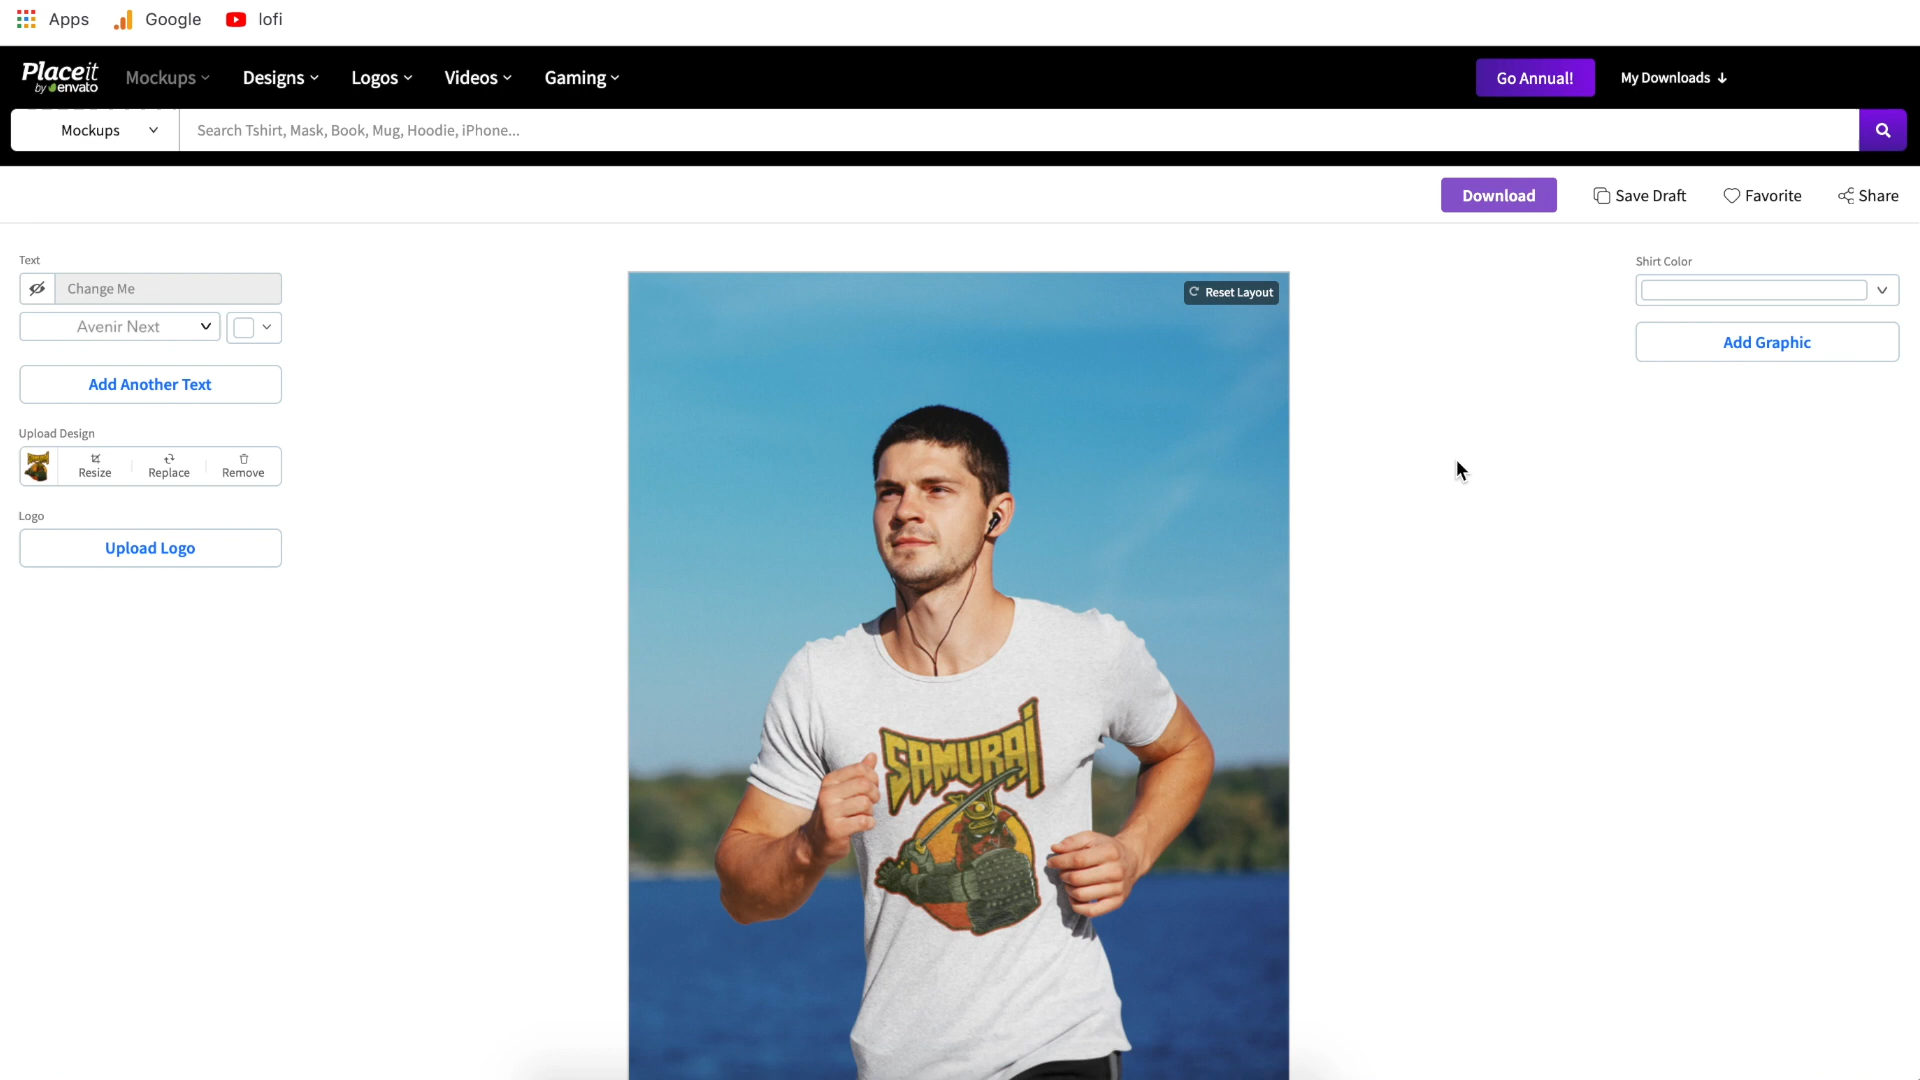 Apps Google lofi
Placeit Mockups Designs Logos Videos Gaming Go Annual! My Downloads
by envato
Mockups Search Tshirt, Mask, Book, Mug, Hoodie, iPhone...
Download Save Draft Favorite Share
Text
Change Me
Avenir Next
Add Another Text
Upload Design
Resize Replace Remove
Logo
Upload Logo
Reset Layout
SAMURAI
Shirt Color
Add Graphic